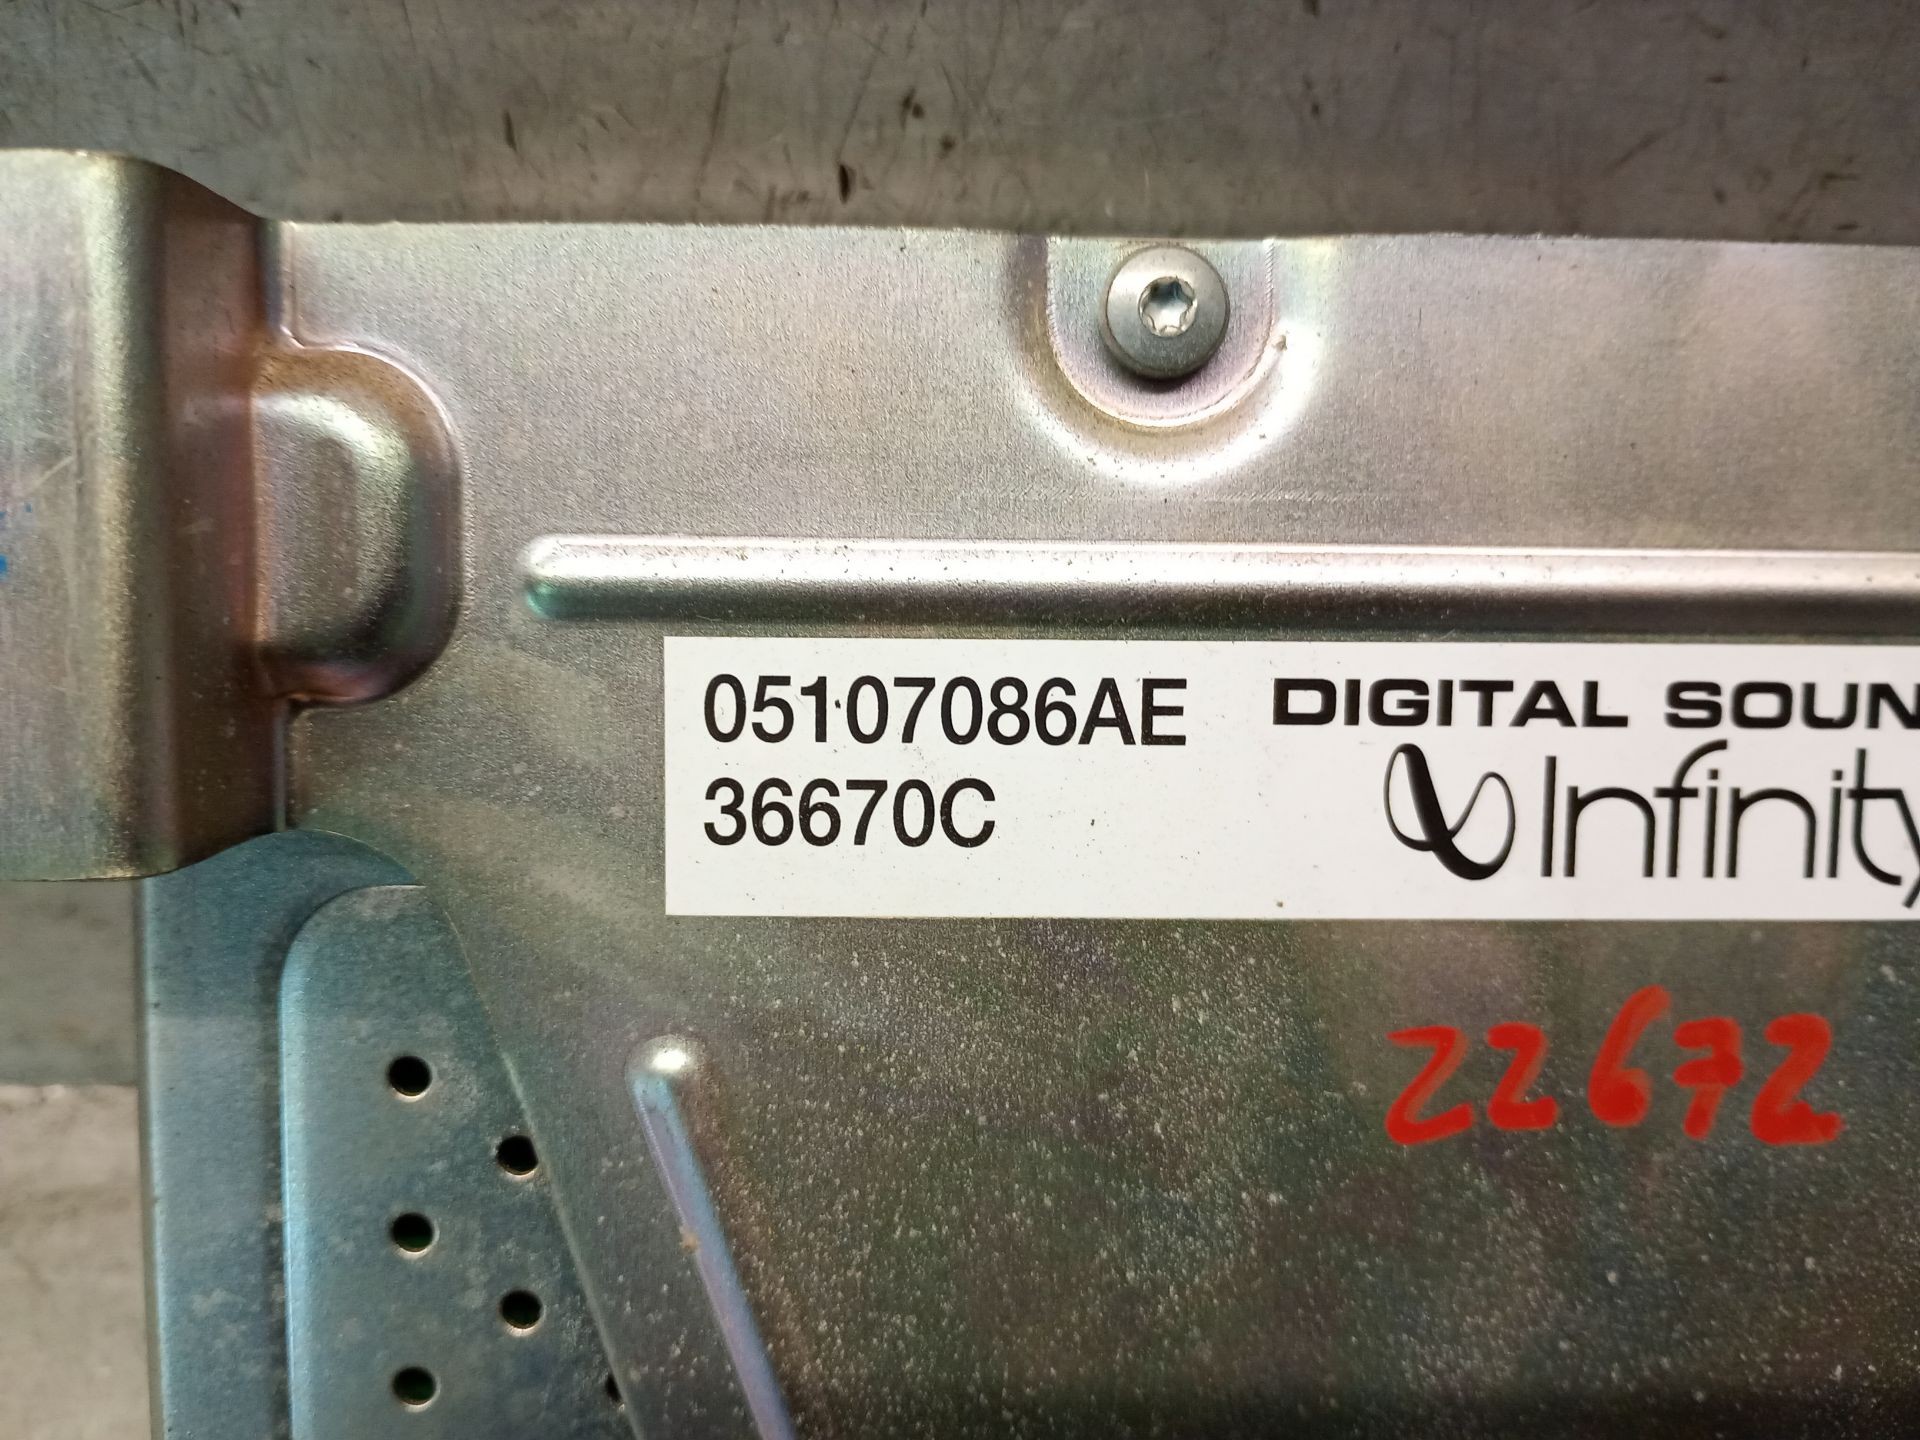 05107086AE DIGITAL SOUN
36670C Infinity
22672